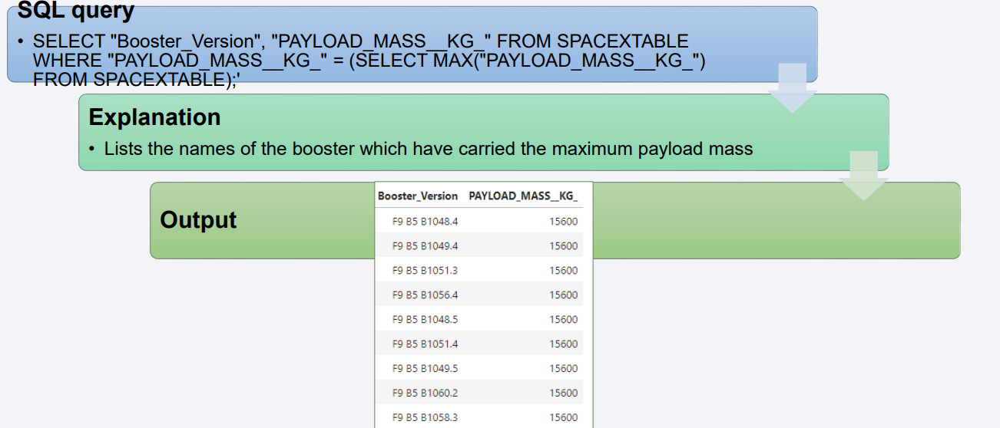 SQL query
• SELECT "Booster_Version", "PAYLOAD_MASS__KG_" FROM SPACEXTABLE
WHERE "PAYLOAD_MASS__KG_" = (SELECT MAX("PAYLOAD_MASS__KG_")
FROM SPACEXTABLE);'
Explanation
• Lists the names of the booster which have carried the maximum payload mass
Output
Booster_Version PAYLOAD_MASS__KG_
F9 B5 B1048.4 15600
F9 B5 B1049.4 15600
F9 B5 B1051.3 15600
F9 B5 B1056.4 15600
F9 B5 B1048.5 15600
F9 B5 B1051.4 15600
F9 B5 B1049.5 15600
F9 B5 B1060.2 15600
F9 B5 B1058.3 15600